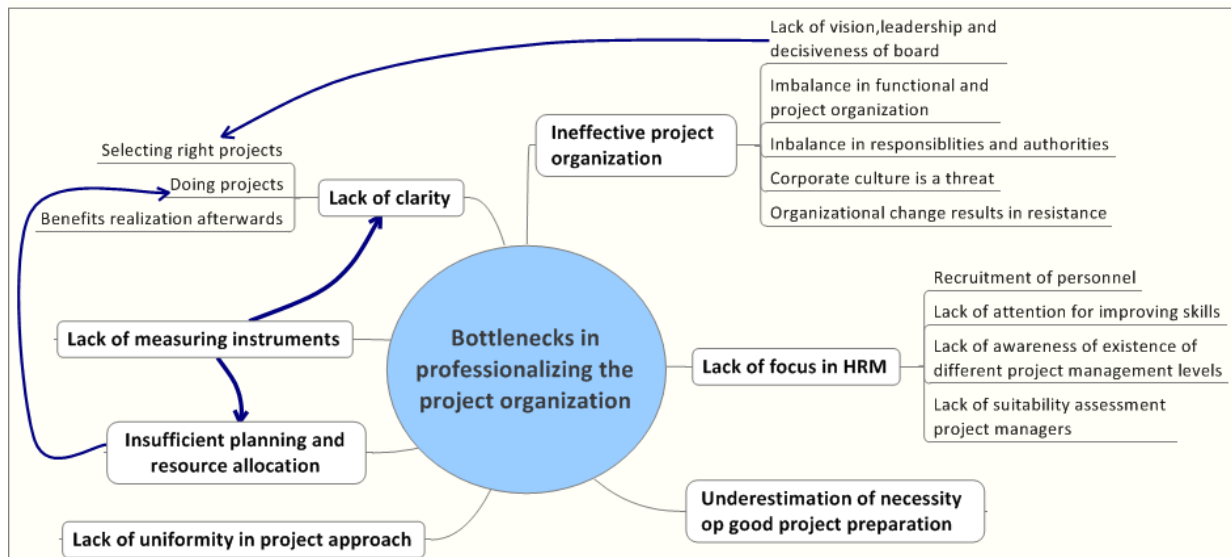 Lack of vision,leadership and
decisiveness of board
Imbalance in functional and
project organization
Inbalance in responsiblities and authorities
Corporate culture is a threat
Organizational change results in resistance
Ineffective project
organization
Selecting right projects
Doing projects
Benefits realization afterwards
Lack of clarity
Lack of measuring instruments
Insufficient planning and
resource allocation
Lack of uniformity in project approach
Bottlenecks in
professionalizing the
project organization
Lack of focus in HRM
Recruitment of personnel
Lack of attention for improving skills
Lack of awareness of existence of
different project management levels
Lack of suitability assessment
project managers
Underestimation of necessity
op good project preparation